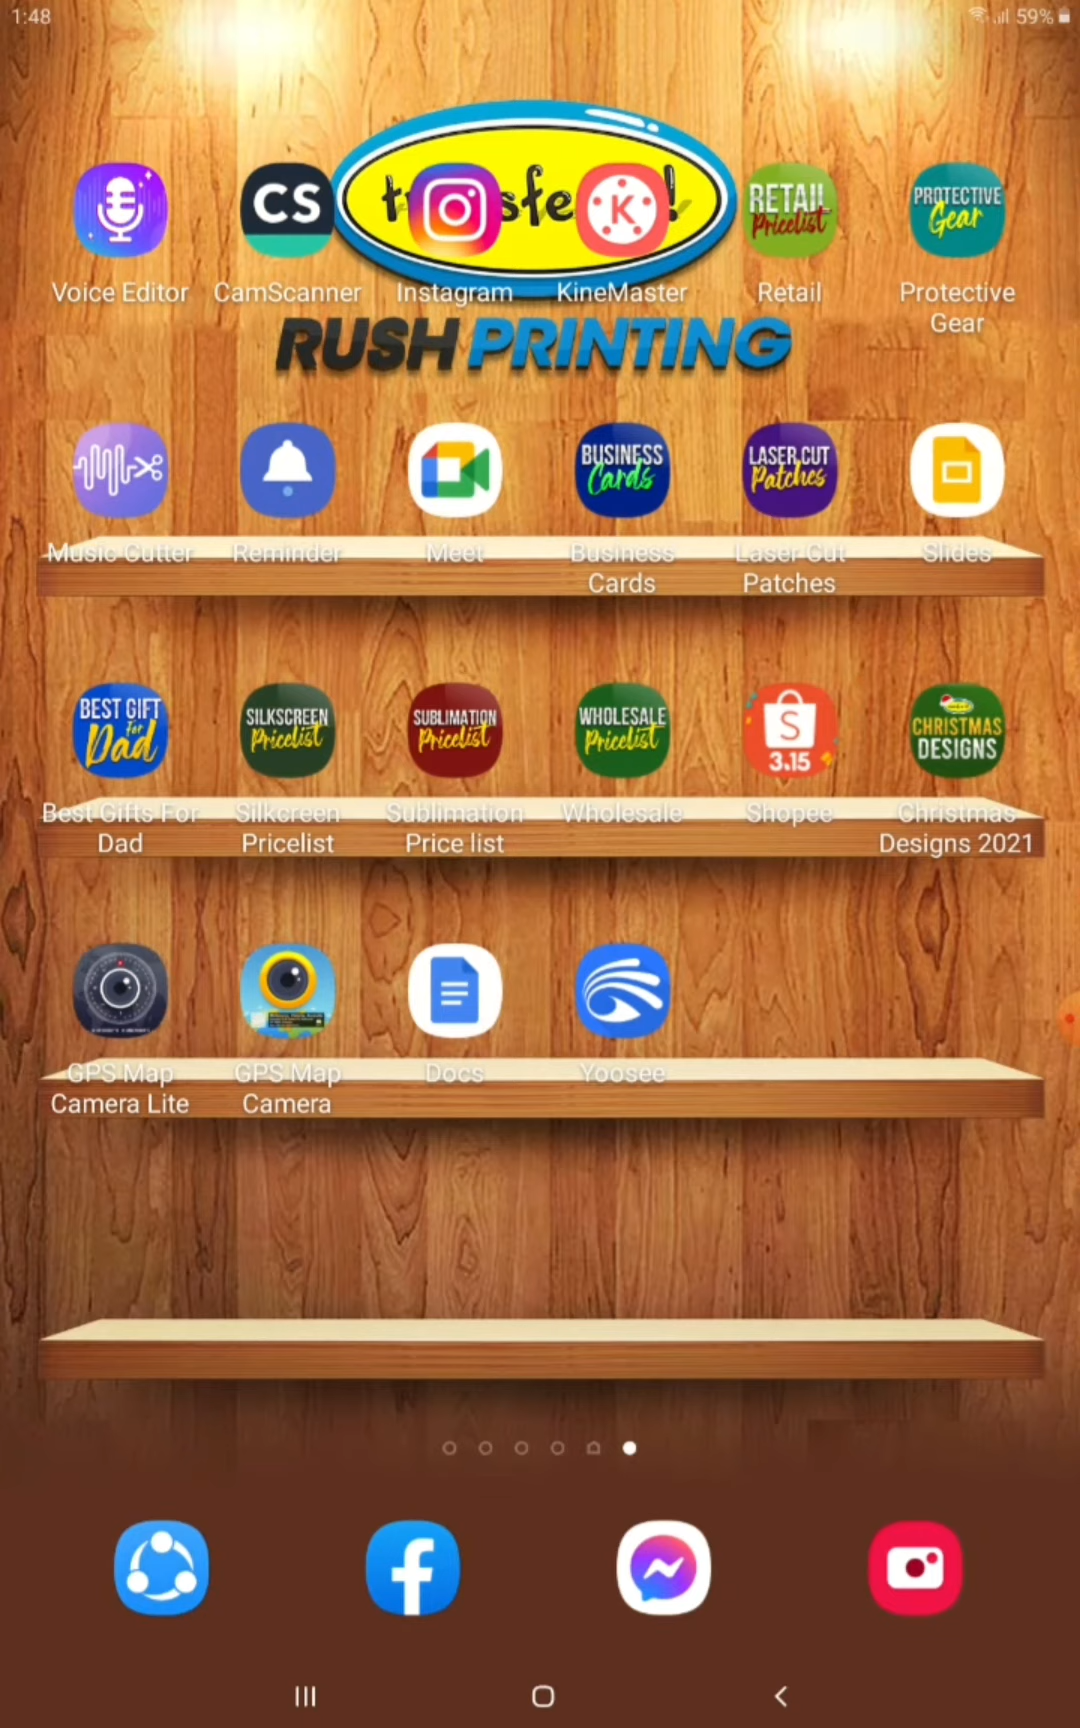 1:48
59%
CS
RETAIL
Pricelist
PROTECTIVE
Gear
K
Voice Editor
CamScanner
Instagram
KineMaster
Retail
Protective
Gear
RUSH PRINTING
BUSINESS
Cards
LASER CUT
Patches
Music Cutter
Reminder
Meet
Business
Cards
Laser Cut
Patches
Slides
BEST GIFT
for
Dad
SILKSCREEN
Pricelist
SUBLIMATION
Pricelist
WHOLESALE
Pricelist
S
3.15
CHRISTMAS
DESIGNS
Best Gifts For
Dad
Silkcreen
Pricelist
Sublimation
Price list
Wholesale
Shopee
Christmas
Designs 2021
GPS Map
Camera Lite
GPS Map
Camera
Docs
Yoosee